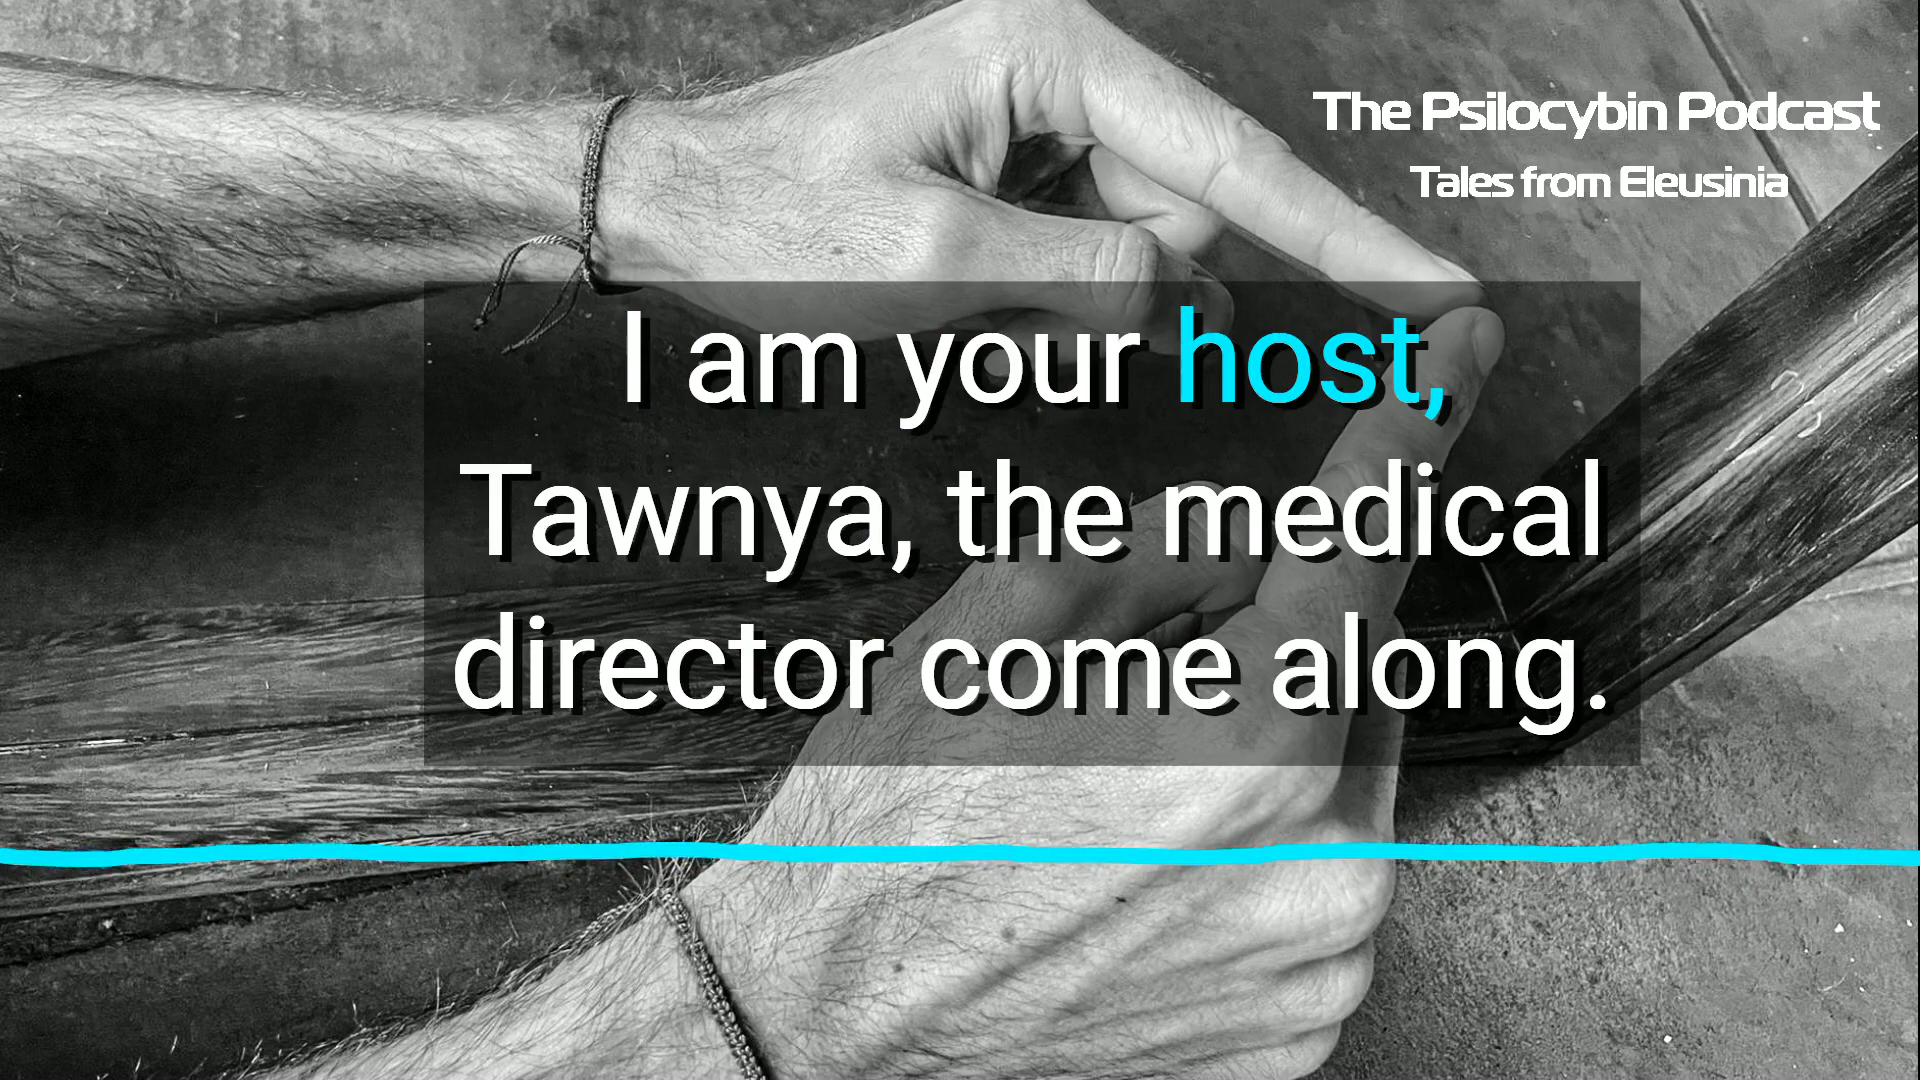 The Psilocybin Podcast
Tales from Eleusinia
I am your host,
Tawnya, the medical
director come along.